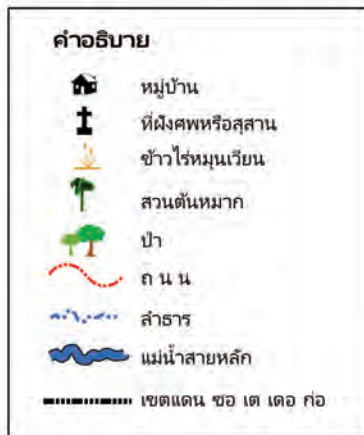 คำอธิบาย
หมู่บ้าน
ที่ฝังศพหรือสุสาน
ข้าวไร่หมุนเวียน
สวนต้นหมาก
ป่า
ถ น น
ลำธาร
แม่น้ำสายหลัก
เขตแดน ซอ เต เดอ ก่อ